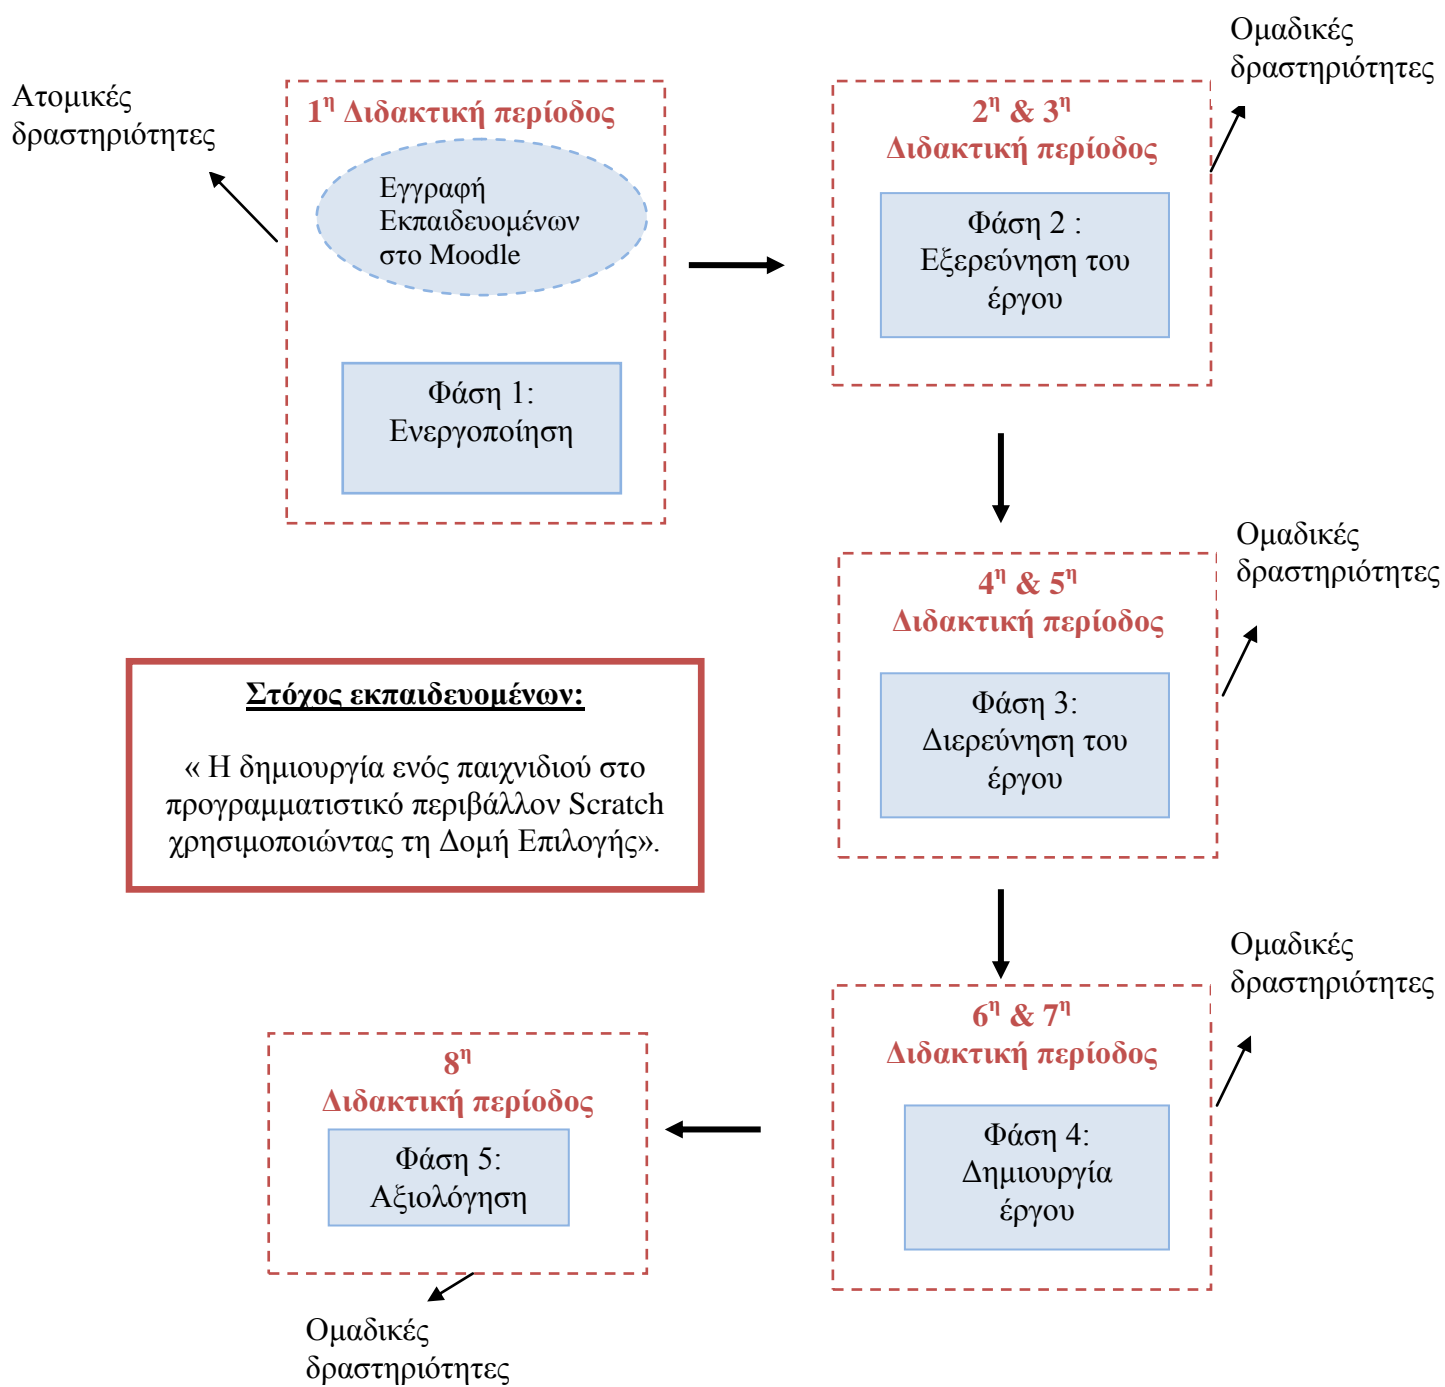 Ατομικές
δραστηριότητες
1η Διδακτική περίοδος
Εγγραφή
Εκπαιδευομένων
στο Moodle
Φάση 1:
Ενεργοποίηση
Ομαδικές
δραστηριότητες
2η & 3η
Διδακτική περίοδος
Φάση 2 :
Εξερεύνηση του
έργου
Ομαδικές
δραστηριότητες
4η & 5η
Διδακτική περίοδος
Φάση 3:
Διερεύνηση του
έργου
Στόχος εκπαιδευομένων:
« Η δημιουργία ενός παιχνιδιού στο
προγραμματιστικό περιβάλλον Scratch
χρησιμοποιώντας τη Δομή Επιλογής».
Ομαδικές
δραστηριότητες
6η & 7η
Διδακτική περίοδος
Φάση 4:
Δημιουργία
έργου
8η
Διδακτική περίοδος
Φάση 5:
Αξιολόγηση
Ομαδικές
δραστηριότητες